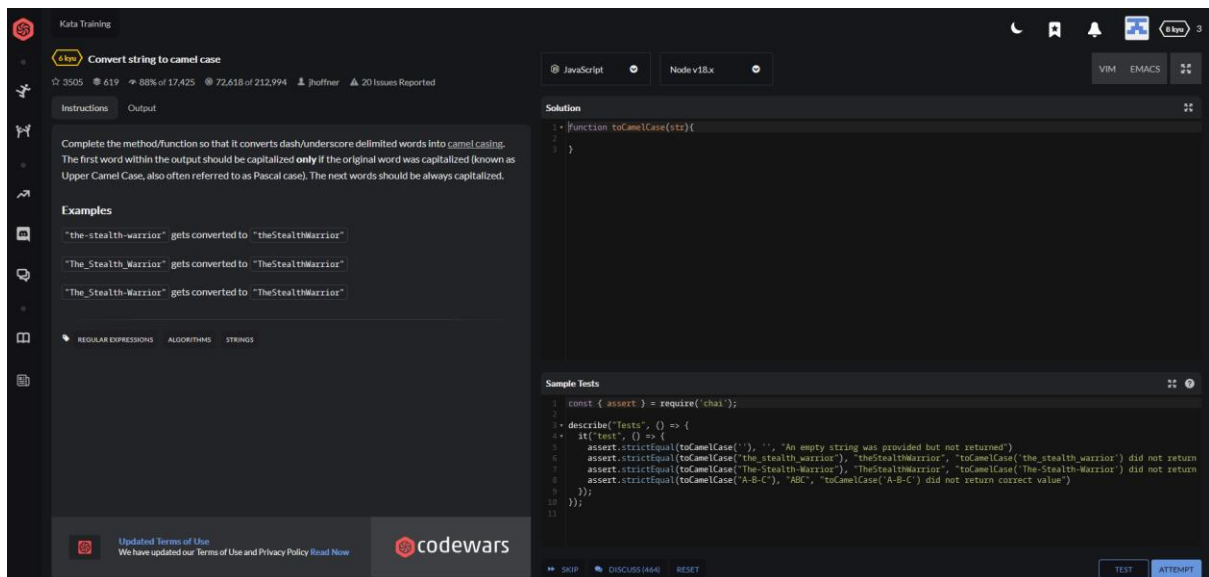 Kata Training
8 kyu 3
6 kyu Convert string to camel case
3505 619 88% of 17,425 72,618 of 212,994 jhoffner 20 Issues Reported
Instructions Output
Complete the method/function so that it converts dash/underscore delimited words into camel casing.
The first word within the output should be capitalized only if the original word was capitalized (known as
Upper Camel Case, also often referred to as Pascal case). The next words should be always capitalized.
Examples
"the-stealth-warrior" gets converted to "theStealthWarrior"
"The_Stealth_Warrior" gets converted to "TheStealthWarrior"
"The_Stealth-Warrior" gets converted to "TheStealthWarrior"
REGULAR EXPRESSIONS ALGORITHMS STRINGS
Updated Terms of Use
We have updated our Terms of Use and Privacy Policy Read Now
codewars
JavaScript Node v18.x VIM EMACS
Solution
1 function toCamelCase(str){
2
3 }
Sample Tests
1 const { assert } = require('chai');
2
3 describe("Tests", () => {
4 it("test", () => {
5 assert.strictEqual(toCamelCase(''), '', "An empty string was provided but not returned")
6 assert.strictEqual(toCamelCase("the_stealth_warrior"), "theStealthWarrior", "toCamelCase('the_stealth_warrior') did not return
7 assert.strictEqual(toCamelCase("The-Stealth-Warrior"), "TheStealthWarrior", "toCamelCase('The-Stealth-Warrior') did not return
8 assert.strictEqual(toCamelCase("A-B-C"), "ABC", "toCamelCase('A-B-C') did not return correct value")
9 });
10 });
11
SKIP DISCUSS (464) RESET TEST ATTEMPT